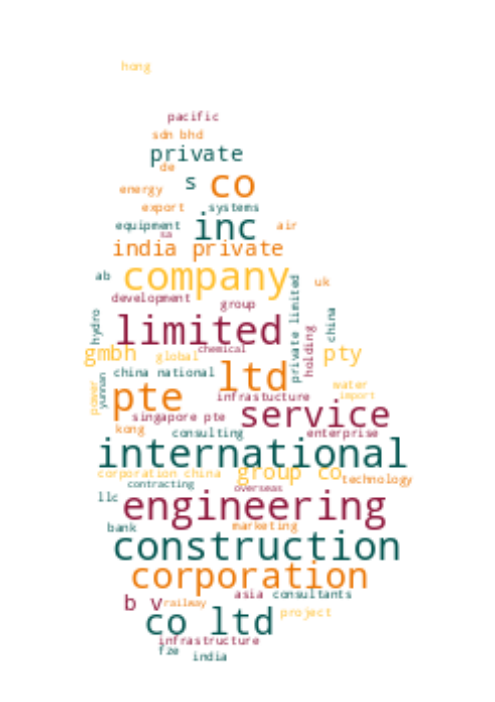 hong
pacific
sdn bhd
private
de
s co
energy
export systems
equipment inc air
sa
india private
ab company uk
development group
hydro limited private limited holding china
chemical
gmbh global pty
china national ltd
power yunnan pte infrastucture water
import
singapore pte service
kong consulting enterprise
international
corporation china group co technology
contracting overseas
llc engineering
bank marketing
construction
corporation
asia consultants
b v railway project
co ltd
infrastructure
fze india